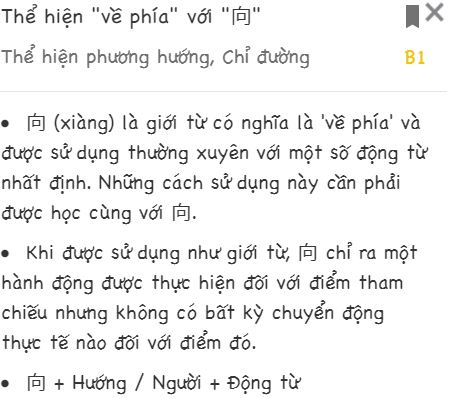 Thể hiện "về phía" với "向"
Thể hiện phương hướng, Chỉ đường B1
• 向 (xiàng) là giới từ có nghĩa là 'về phía' và
được sử dụng thường xuyên với một số động từ
nhất định. Những cách sử dụng này cần phải
được học cùng với 向.
• Khi được sử dụng như giới từ, 向 chỉ ra một
hành động được thực hiện đối với điểm tham
chiếu nhưng không có bất kỳ chuyển động
thực tế nào đối với điểm đó.
• 向 + Hướng / Người + Động từ